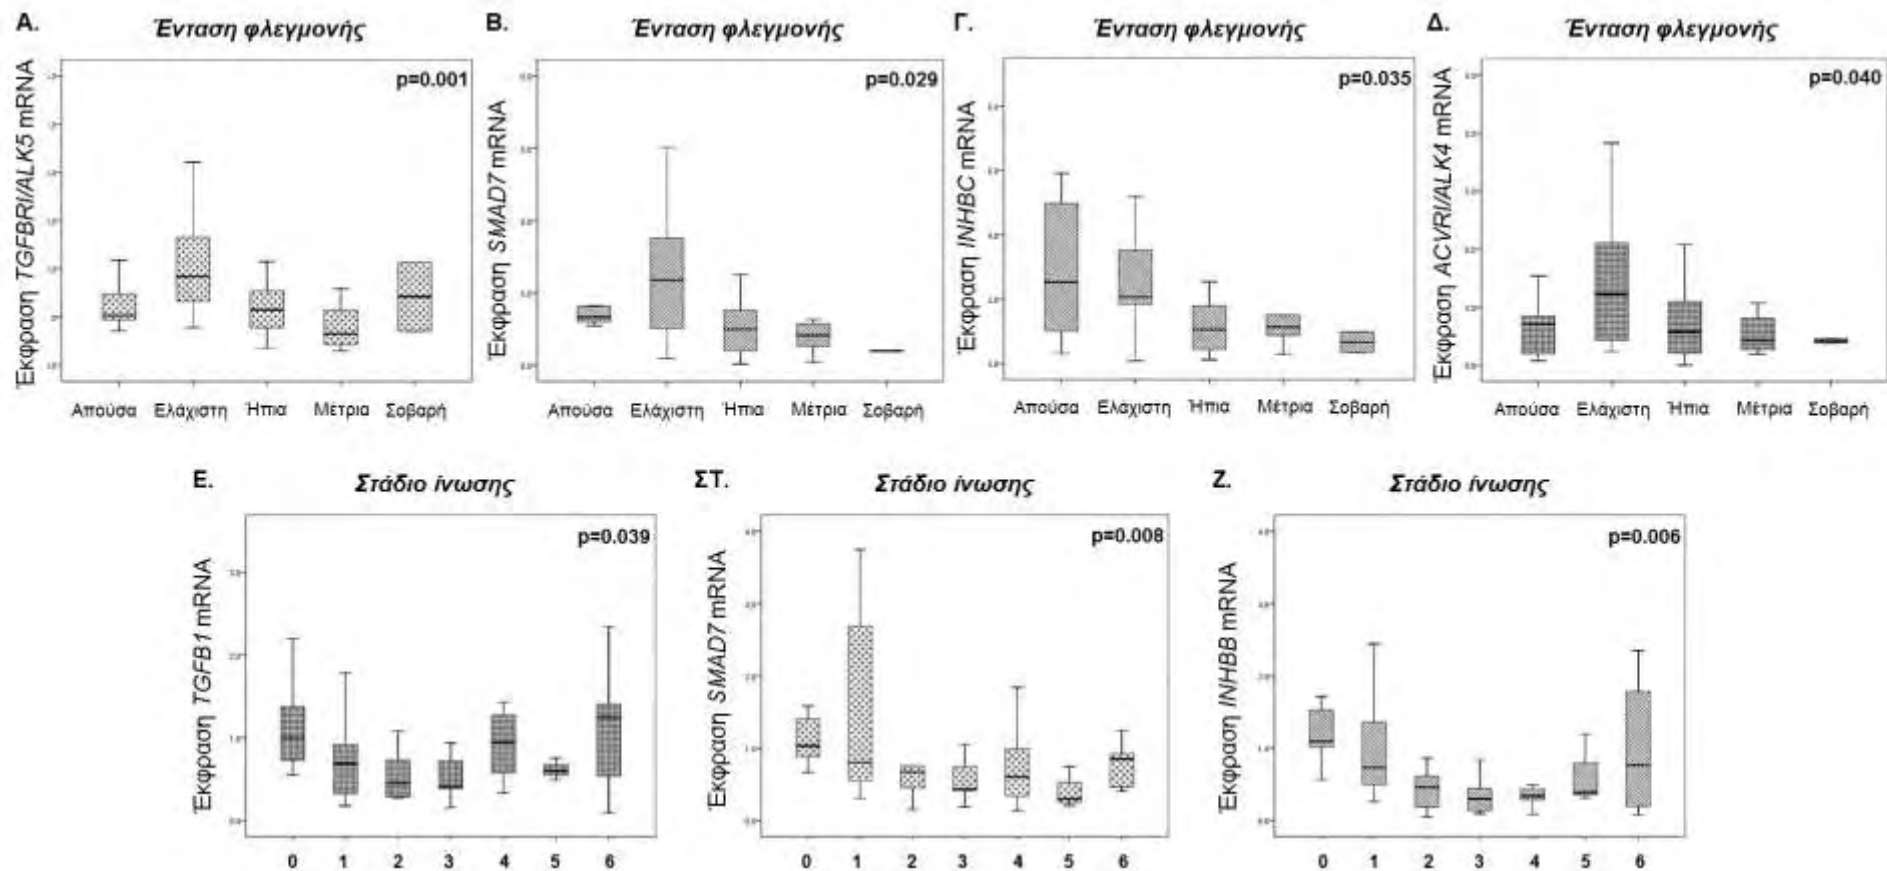 Α. Ένταση φλεγμονής
p=0.001
Έκφραση TGFBRI/ALK5 mRNA
Απούσα Ελάχιστη Ήπια Μέτρια Σοβαρή
Β. Ένταση φλεγμονής
p=0.029
Έκφραση SMAD7 mRNA
Απούσα Ελάχιστη Ήπια Μέτρια Σοβαρή
Γ. Ένταση φλεγμονής
p=0.035
Έκφραση INHBC mRNA
Απούσα Ελάχιστη Ήπια Μέτρια Σοβαρή
Δ. Ένταση φλεγμονής
p=0.040
Έκφραση ACVRI/ALK4 mRNA
Απούσα Ελάχιστη Ήπια Μέτρια Σοβαρή
Ε. Στάδιο ίνωσης
p=0.039
Έκφραση TGFB1 mRNA
0 1 2 3 4 5 6
ΣΤ. Στάδιο ίνωσης
p=0.008
Έκφραση SMAD7 mRNA
0 1 2 3 4 5 6
Ζ. Στάδιο ίνωσης
p=0.006
Έκφραση INHBB mRNA
0 1 2 3 4 5 6